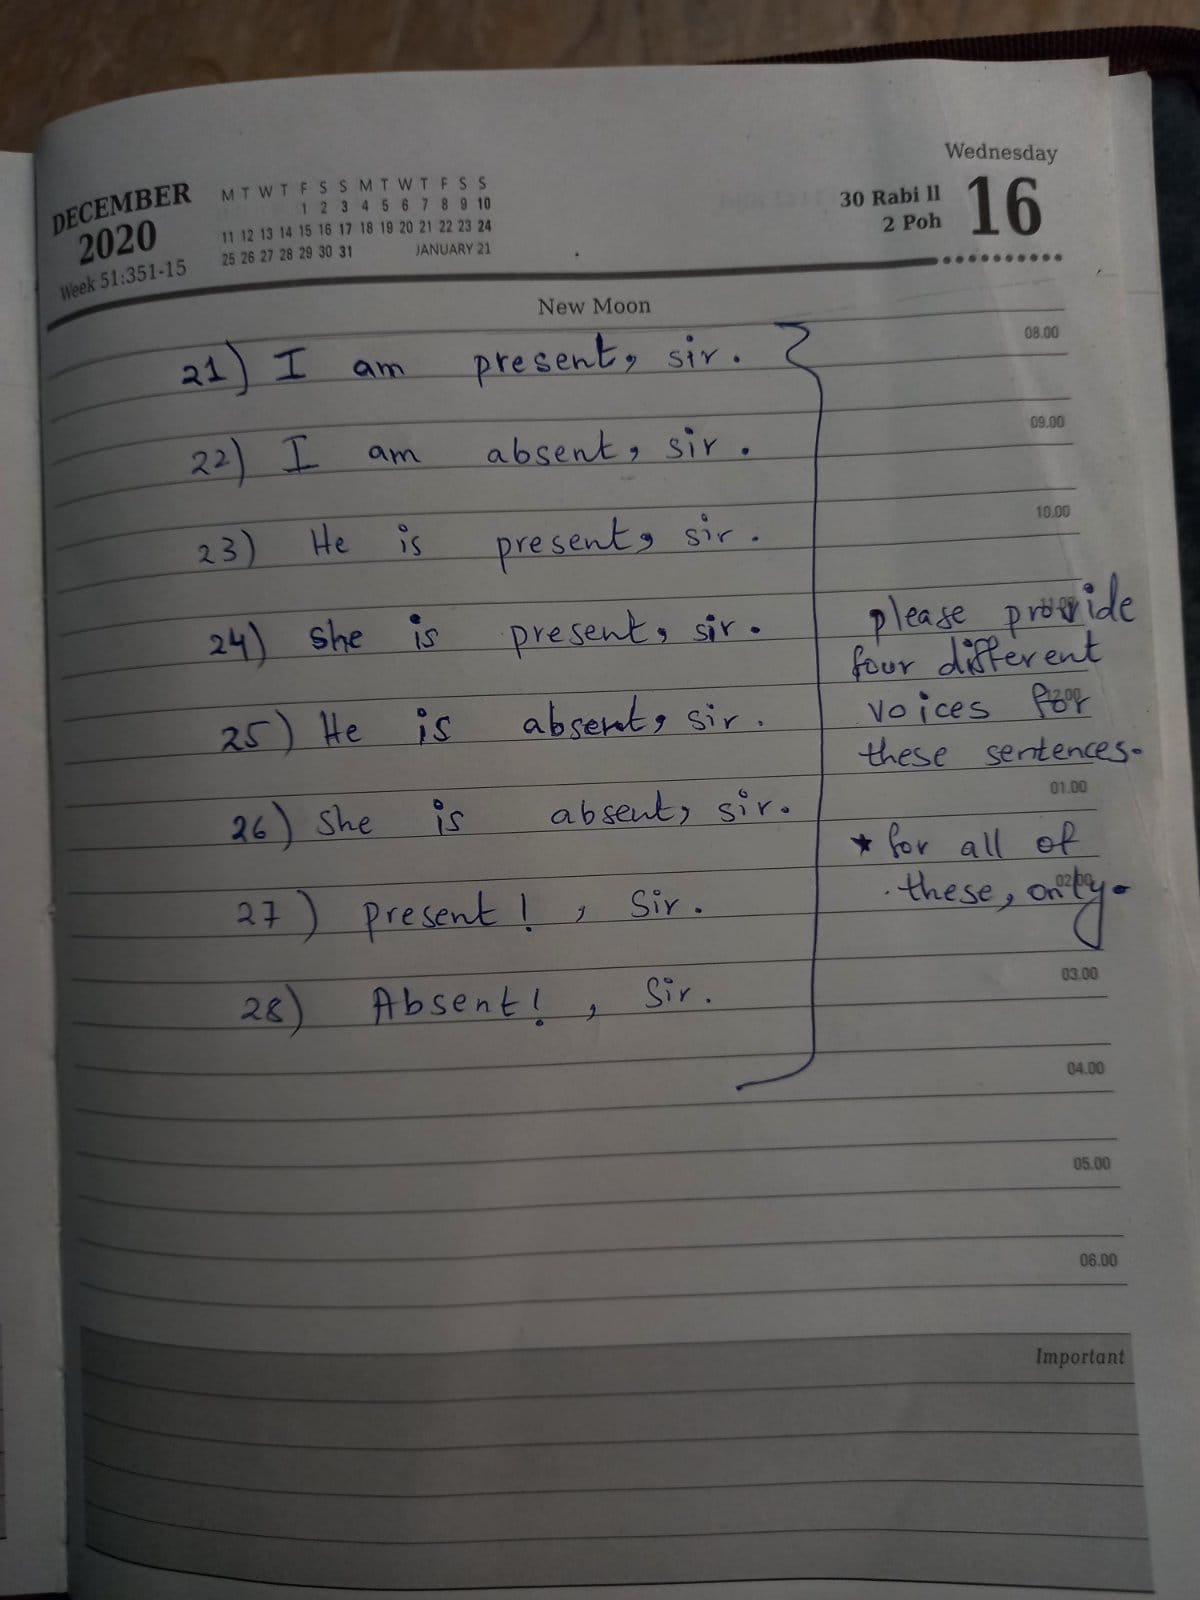 Wednesday
DECEMBER
2020
Week 51:351-15
M T W T F S S M T W T F S S
1 2 3 4 5 6 7 8 9 10
11 12 13 14 15 16 17 18 19 20 21 22 23 24
25 26 27 28 29 30 31 JANUARY 21
30 Rabi II
2 Poh
16
New Moon
08.00
21) I am present, sir.
09.00
22) I am absent, sir.
10.00
23) He is present, sir.
24) She is present, sir.
25) He is absent, sir.
26) She is absent, sir.
27) present! , Sir.
28) Absent! , Sir.
please provide
four different
voices for
12.00
these sentences.
01.00
* for all of
these, only.
02.00
03.00
04.00
05.00
06.00
Important